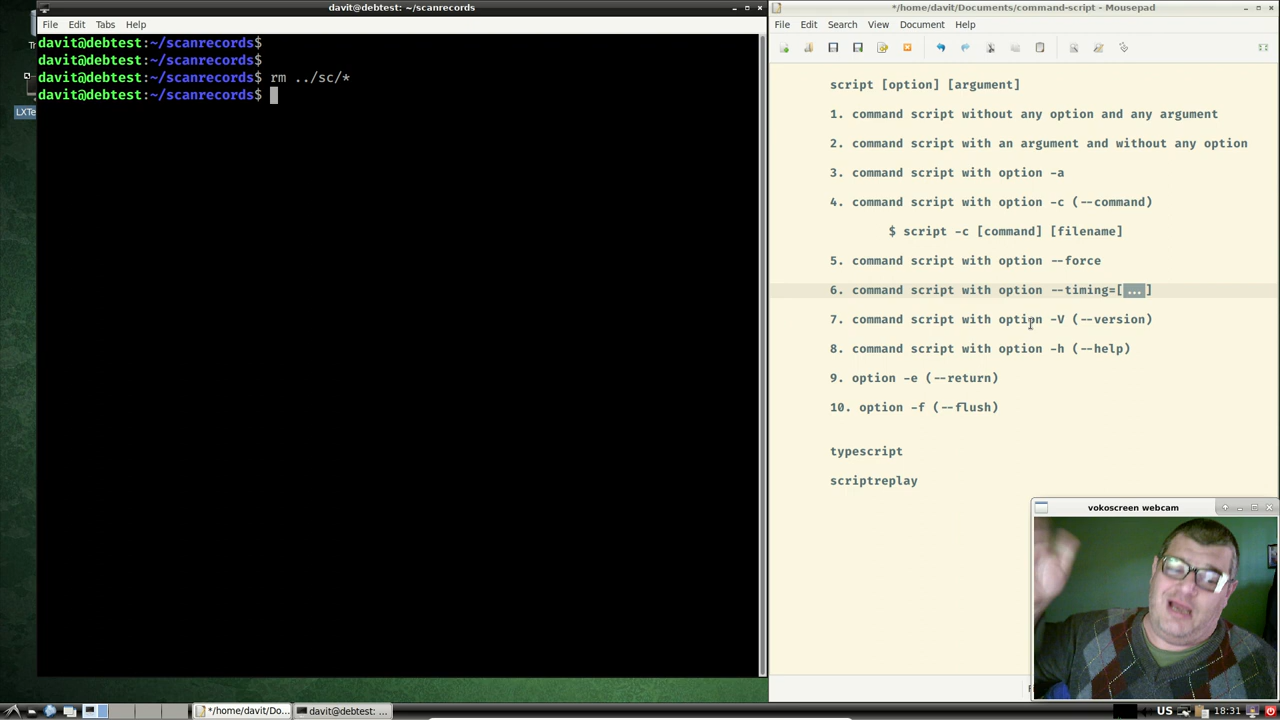 davit@debtest: ~/scanrecords
File Edit Tabs Help
davit@debtest:~/scanrecords$
davit@debtest:~/scanrecords$
davit@debtest:~/scanrecords$ rm ../sc/*
davit@debtest:~/scanrecords$
LXTe
*/home/davit/Documents/command-script - Mousepad
File Edit Search View Document Help
script [option] [argument]
1. command script without any option and any argument
2. command script with an argument and without any option
3. command script with option -a
4. command script with option -c (--command)
$ script -c [command] [filename]
5. command script with option --force
6. command script with option --timing=[...]
7. command script with option -V (--version)
8. command script with option -h (--help)
9. option -e (--return)
10. option -f (--flush)
typescript
scriptreplay
vokoscreen webcam
*/home/davit/Do...
davit@debtest: ...
US
18:31